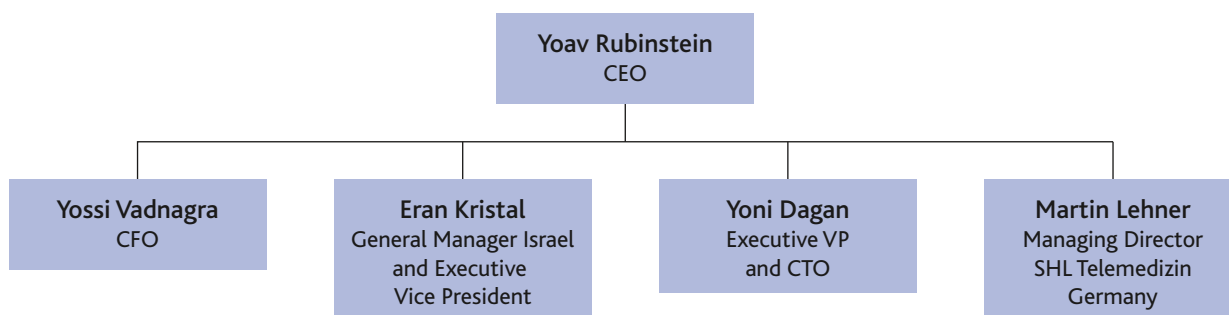 Yoav Rubinstein
CEO
Yossi Vadnagra
CFO
Eran Kristal
General Manager Israel
and Executive
Vice President
Yoni Dagan
Executive VP
and CTO
Martin Lehner
Managing Director
SHL Telemedizin
Germany